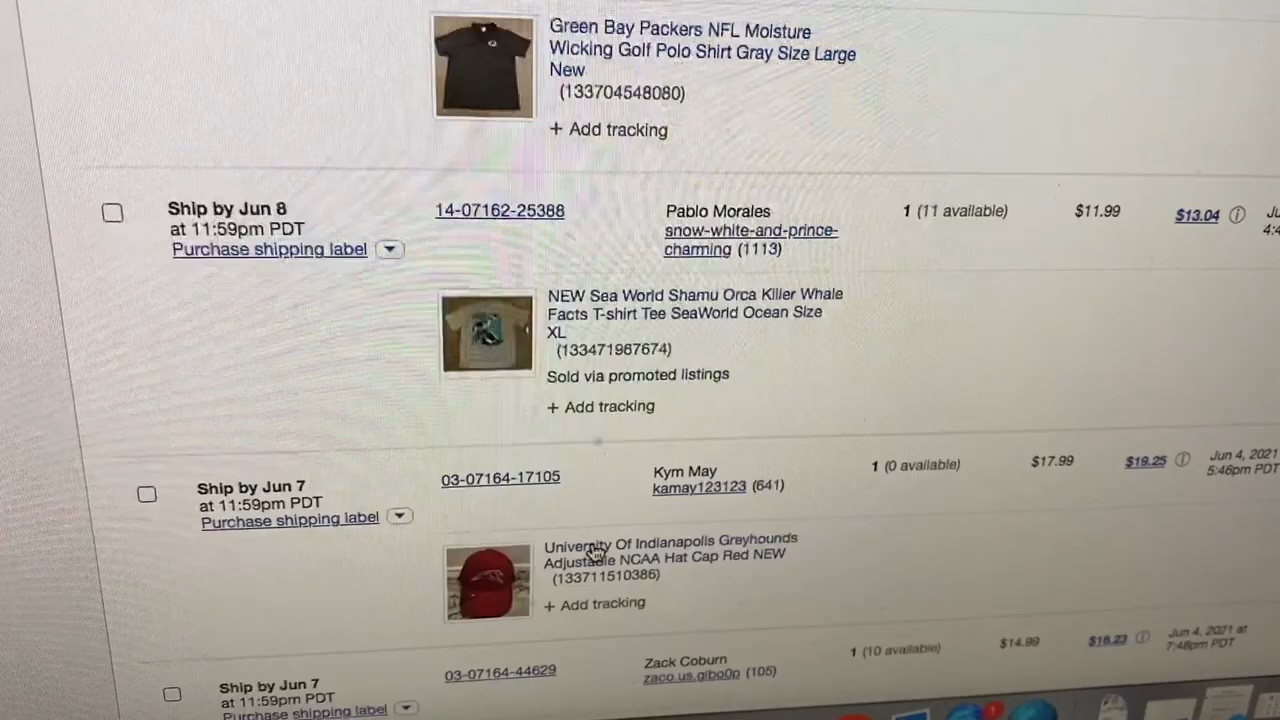 Green Bay Packers NFL Moisture
Wicking Golf Polo Shirt Gray Size Large
New
(133704548080)
+ Add tracking
Ship by Jun 8
at 11:59pm PDT
Purchase shipping label
14-07162-25388
Pablo Morales
snow-white-and-prince-
charming (1113)
1 (11 available)
$11.99
$13.04
NEW Sea World Shamu Orca Killer Whale
Facts T-shirt Tee SeaWorld Ocean Size
XL
(133471967674)
Sold via promoted listings
+ Add tracking
Ship by Jun 7
at 11:59pm PDT
Purchase shipping label
03-07164-17105
Kym May
kamay123123 (641)
1 (0 available)
$17.99
$19.25
Jun 4, 2021
5:46pm PDT
University Of Indianapolis Greyhounds
Adjustable NCAA Hat Cap Red NEW
(133711510386)
+ Add tracking
Ship by Jun 7
at 11:59pm PDT
Purchase shipping label
03-07164-44629
Zack Coburn
(105)
1 (10 available)
$14.99
$16.23
Jun 4, 2021 at
7:48pm PDT